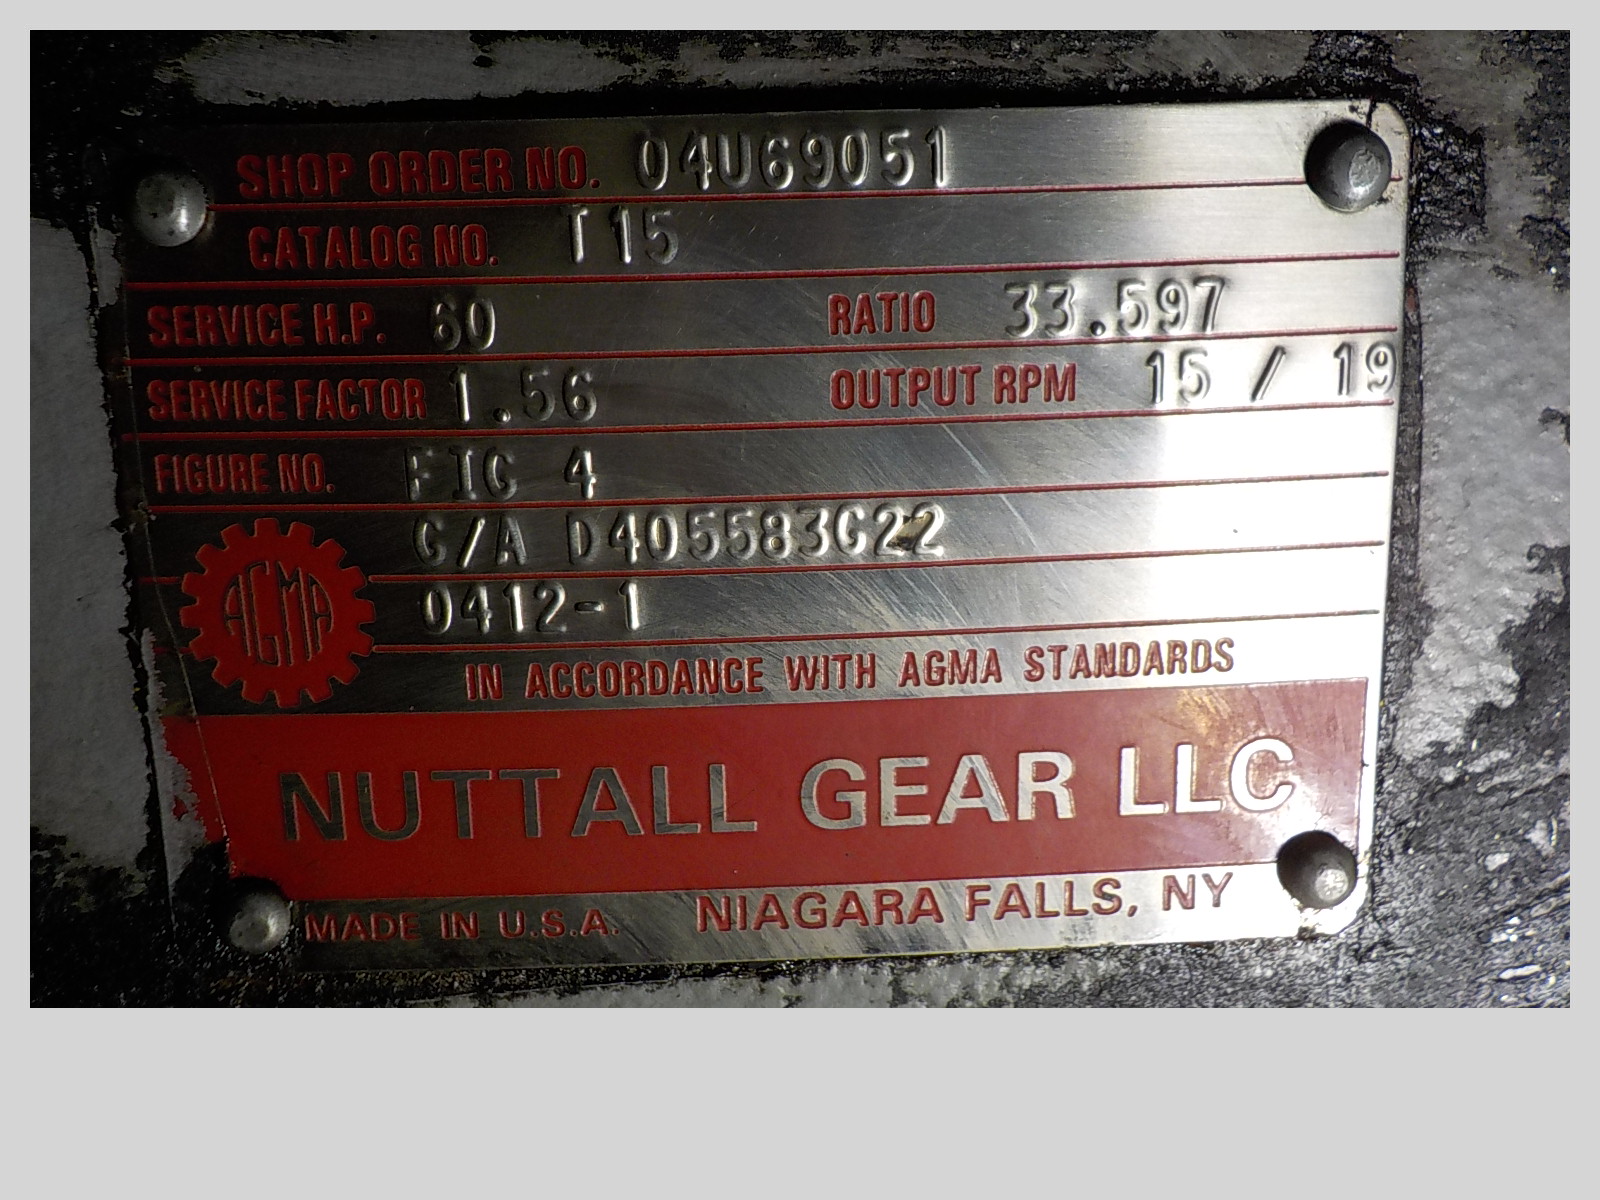 SHOP ORDER NO. 04U69051
CATALOG NO. T15
SERVICE H.P. 60 RATIO 33.597
SERVICE FACTOR 1.56 OUTPUT RPM 15 / 19
FIGURE NO. FIG 4
G/A D405583G22
AGMA 0412-1
IN ACCORDANCE WITH AGMA STANDARDS
NUTTALL GEAR LLC
MADE IN U.S.A. NIAGARA FALLS, NY